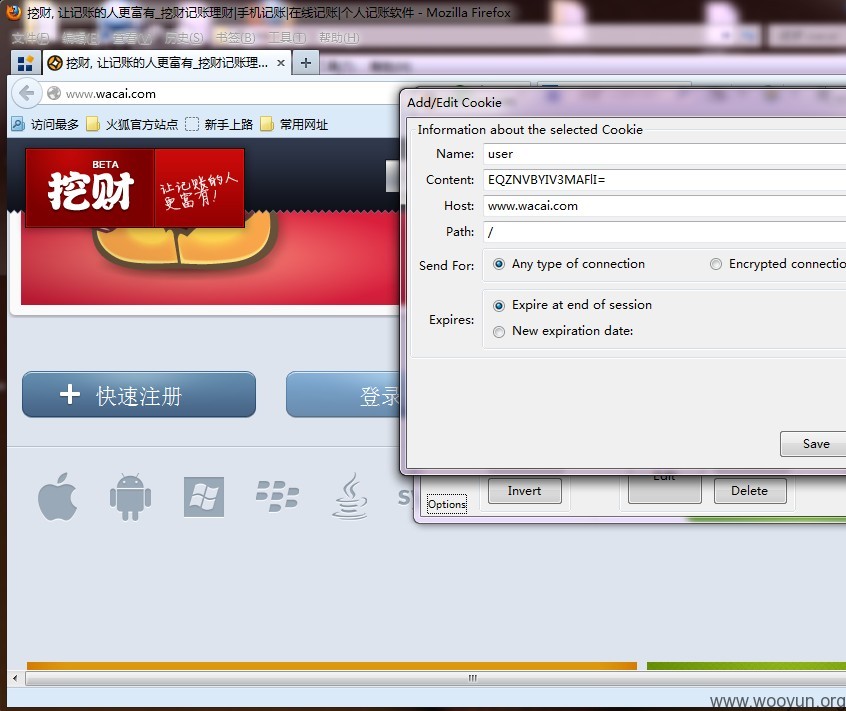 挖财, 让记账的人更富有_挖财记账理财|手机记账|在线记账|个人记账软件 - Mozilla Firefox
文件(F) 编辑(E) 查看(V) 历史(S) 书签(B) 工具(T) 帮助(H)
挖财, 让记账的人更富有_挖财记账理...
www.wacai.com
访问最多 火狐官方站点 新手上路 常用网址
BETA
挖财
让记账的人
更富有!
快速注册
登录
Add/Edit Cookie
Information about the selected Cookie
Name: user
Content: EQZNVBYIV3MAFlI=
Host: www.wacai.com
Path: /
Send For: Any type of connection Encrypted connectio
Expires: Expire at end of session
New expiration date:
Save
Options Invert Edit Delete
www.wooyun.org